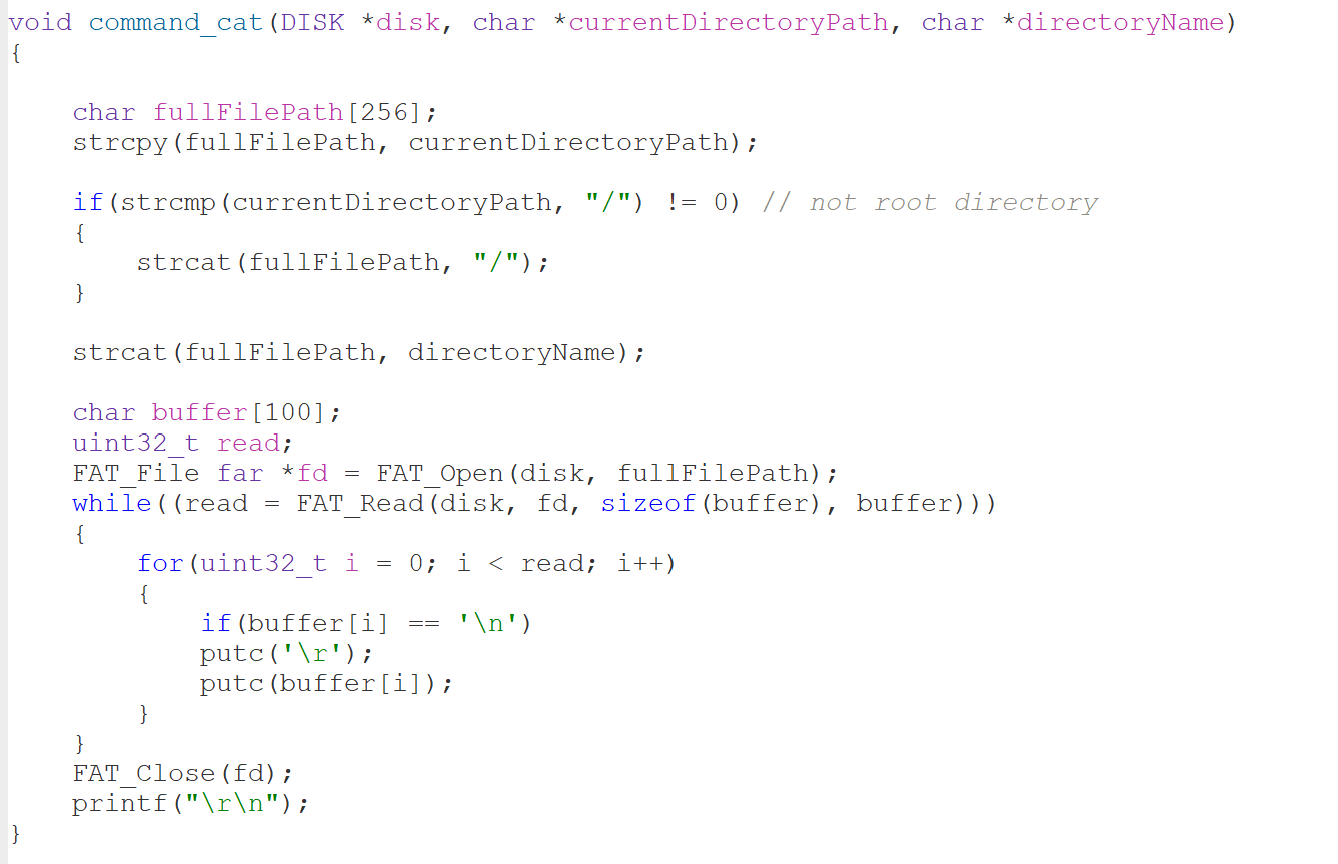 void command_cat(DISK *disk, char *currentDirectoryPath, char *directoryName)
{
    char fullFilePath[256];
    strcpy(fullFilePath, currentDirectoryPath);
    if(strcmp(currentDirectoryPath, "/") != 0) // not root directory
    {
        strcat(fullFilePath, "/");
    }
    strcat(fullFilePath, directoryName);
    char buffer[100];
    uint32_t read;
    FAT_File far *fd = FAT_Open(disk, fullFilePath);
    while((read = FAT_Read(disk, fd, sizeof(buffer), buffer)))
    {
        for(uint32_t i = 0; i < read; i++)
        {
            if(buffer[i] == '\n')
            putc('\r');
            putc(buffer[i]);
        }
    }
    FAT_Close(fd);
    printf("\r\n");
}